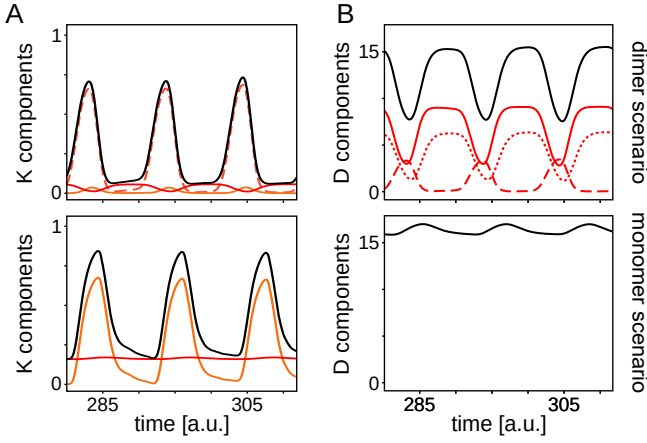 A
B
1
K components
0
15
D components
0
dimer scenario
1
K components
0
285
305
time [a.u.]
15
D components
0
285
305
time [a.u.]
monomer scenario